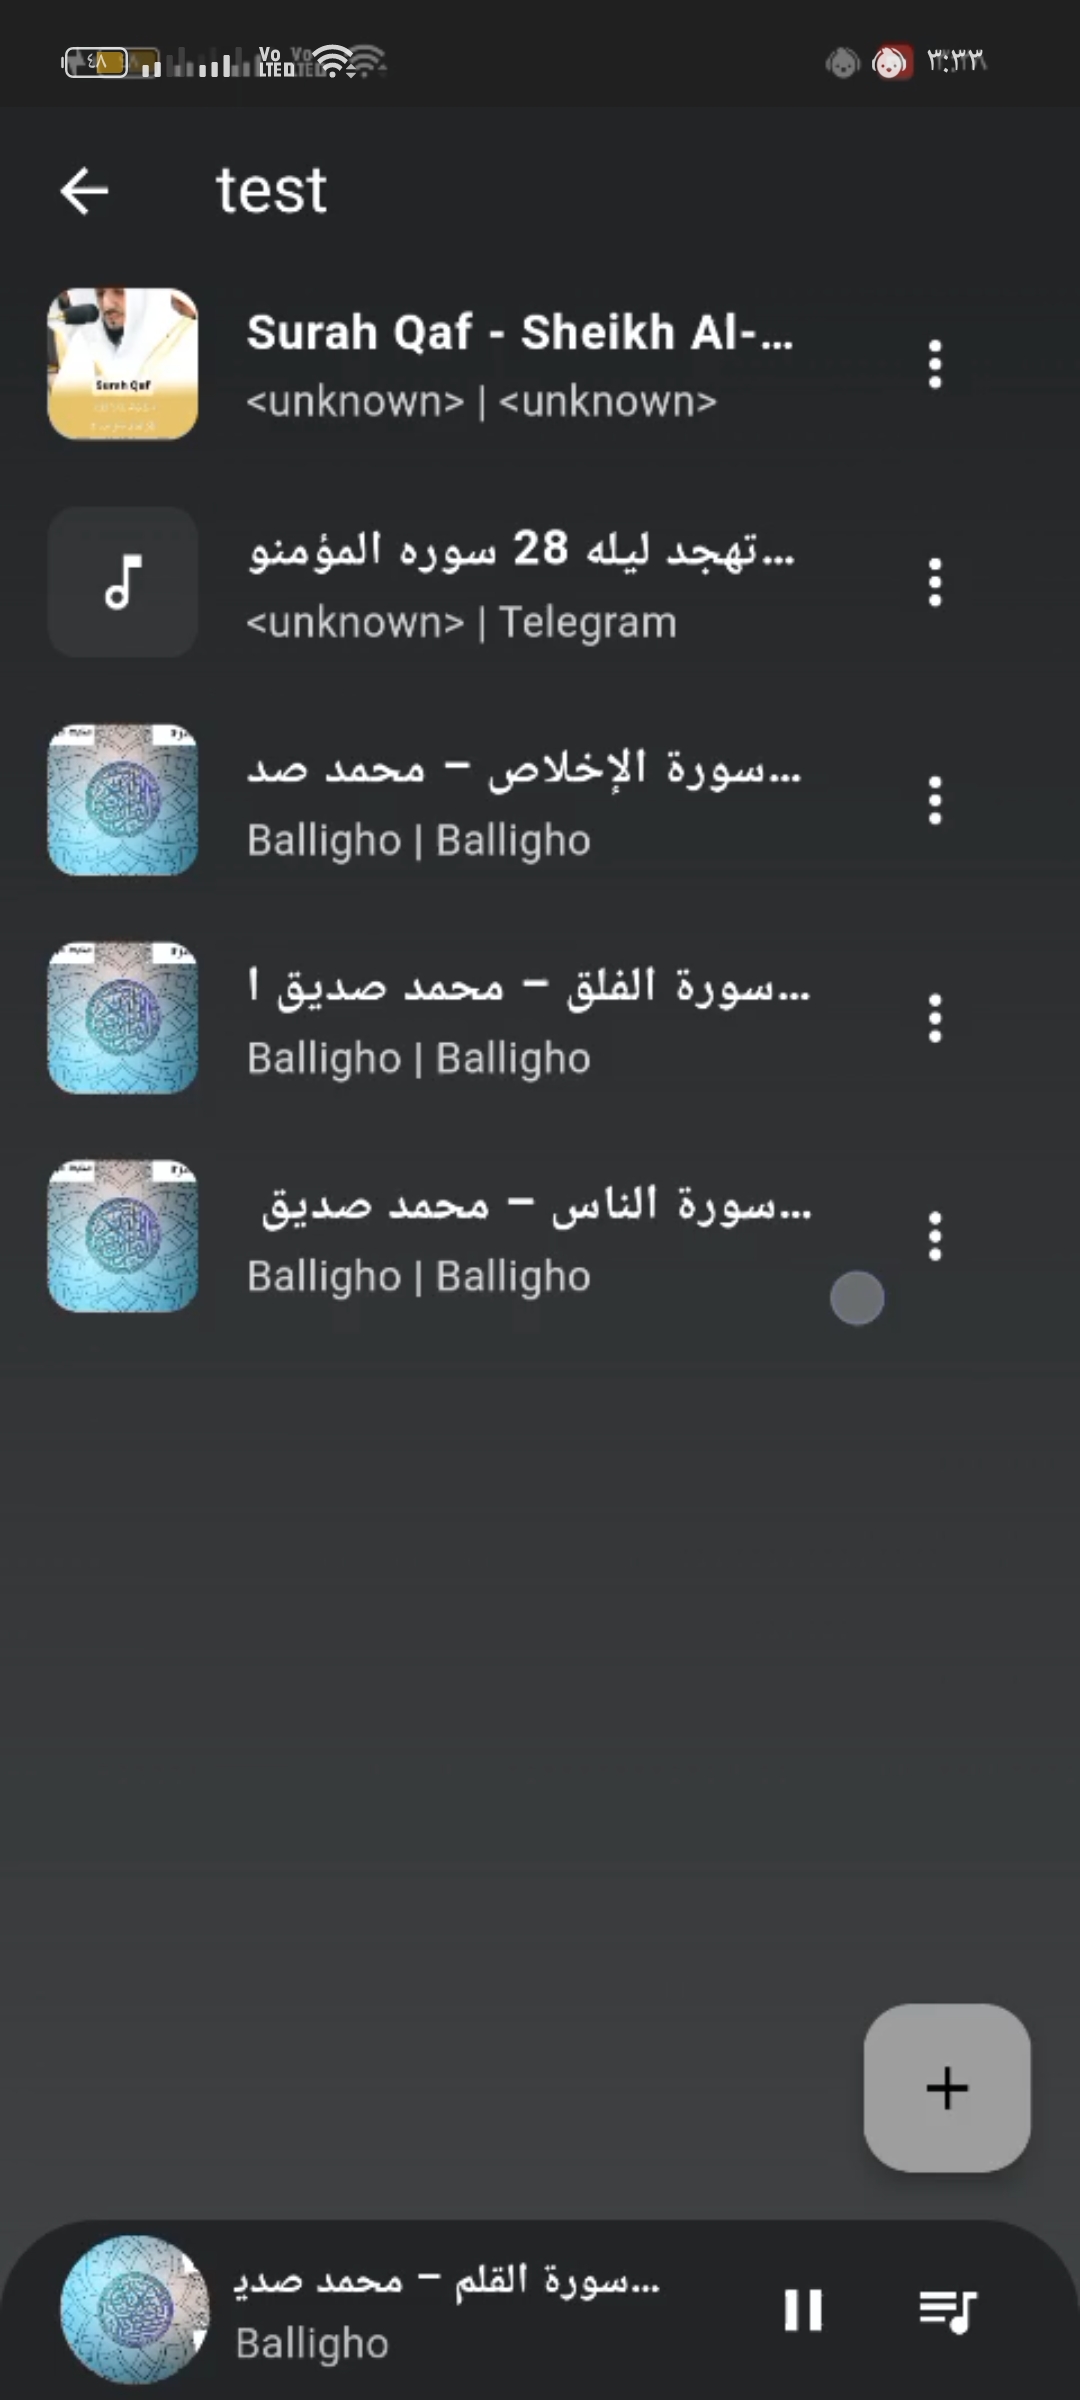 ٤٨
Vo LTE
٣:٣٣
test
Surah Qaf - Sheikh Al-...
Surah Qaf
<unknown> | <unknown>
تهجد ليله 28 سوره المؤمنو...
<unknown> | Telegram
سورة الإخلاص – محمد صد...
Balligho | Balligho
سورة الفلق – محمد صديق ا...
Balligho | Balligho
سورة الناس – محمد صديق ...
Balligho | Balligho
سورة القلم – محمد صدي...
Balligho